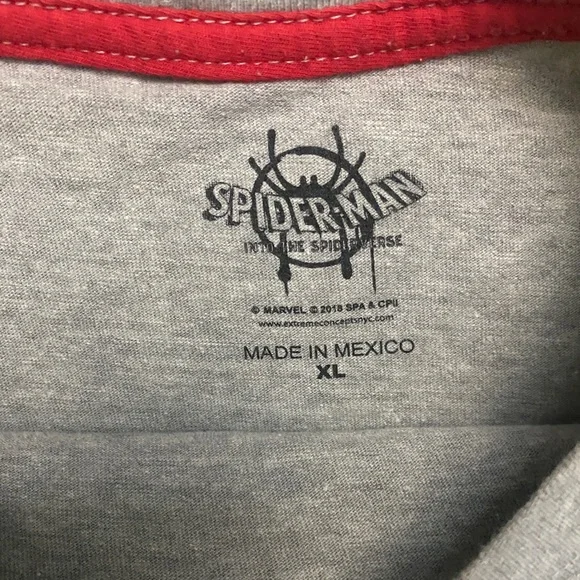 SPIDER-MAN
INTO THE SPIDER-VERSE
© MARVEL © 2018 SPA & CPII
www.extremeconceptsnyc.com
MADE IN MEXICO
XL